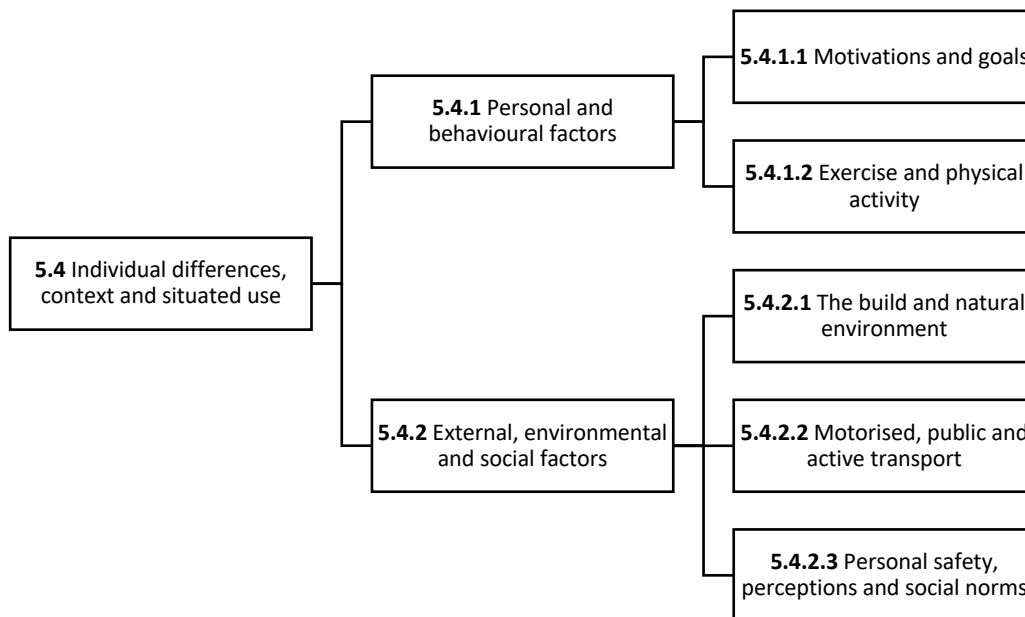 5.4 Individual differences,
context and situated use
5.4.1 Personal and
behavioural factors
5.4.1.1 Motivations and goals
5.4.1.2 Exercise and physical
activity
5.4.2 External, environmental
and social factors
5.4.2.1 The build and natural
environment
5.4.2.2 Motorised, public and
active transport
5.4.2.3 Personal safety,
perceptions and social norms